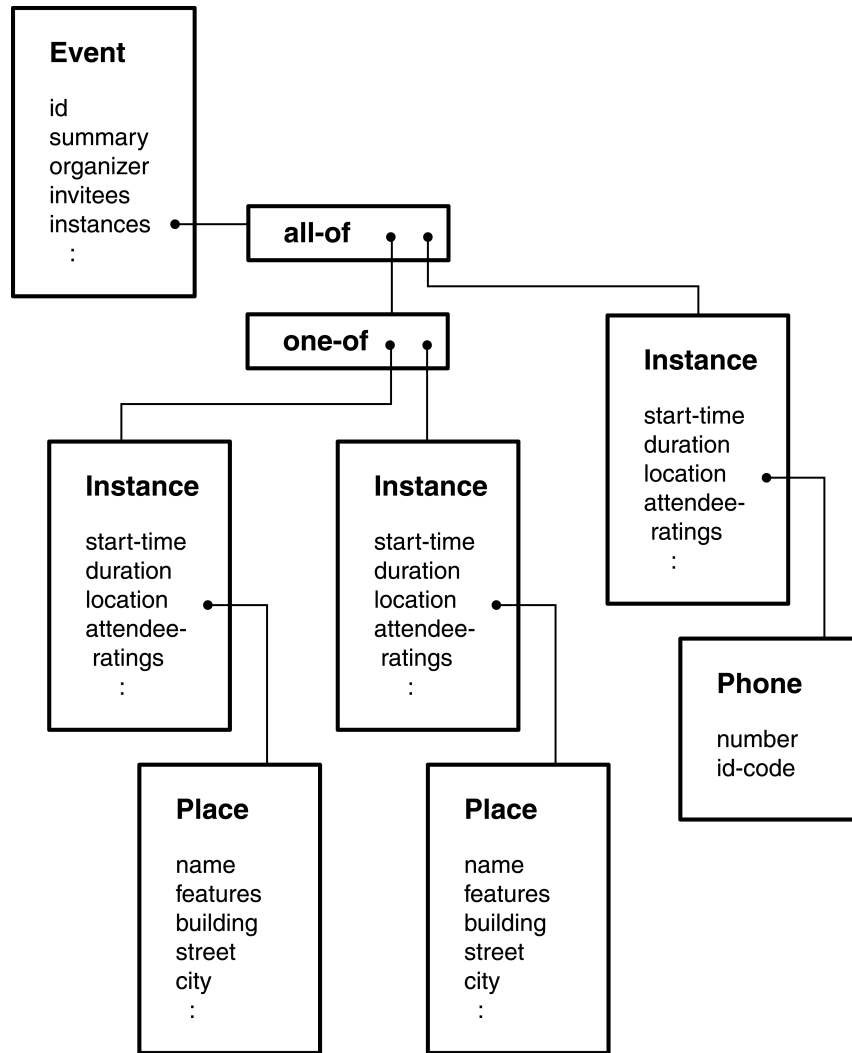 Event
id
summary
organizer
invitees
instances
:
all-of
one-of
Instance
start-time
duration
location
attendee-
ratings
:
Instance
start-time
duration
location
attendee-
ratings
:
Instance
start-time
duration
location
attendee-
ratings
:
Phone
number
id-code
Place
name
features
building
street
city
:
Place
name
features
building
street
city
: